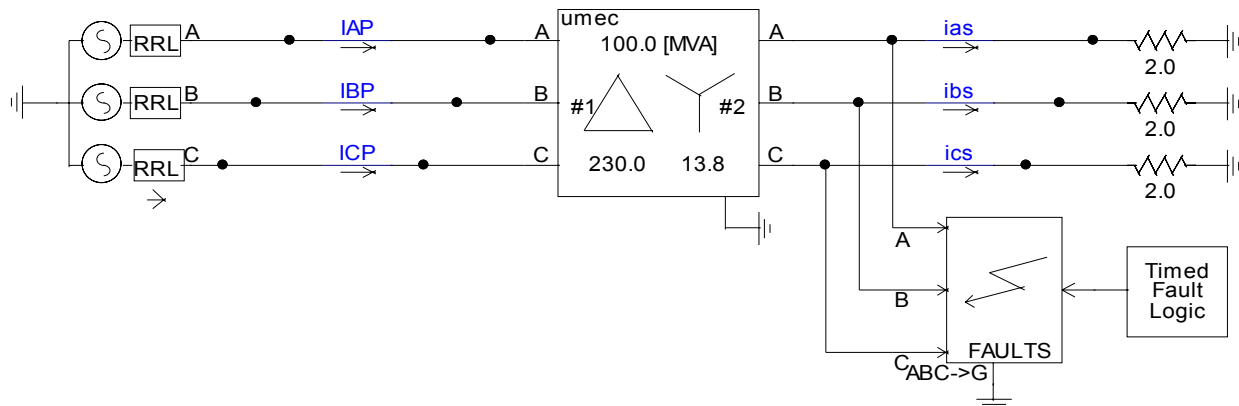 umec
100.0 [MVA]
RRL A IAP A A ias 2.0
RRL B IBP B #1 #2 B ibs 2.0
RRL C ICP C 230.0 13.8 C ics 2.0
A
B
C
FAULTS
ABC->G
Timed
Fault
Logic